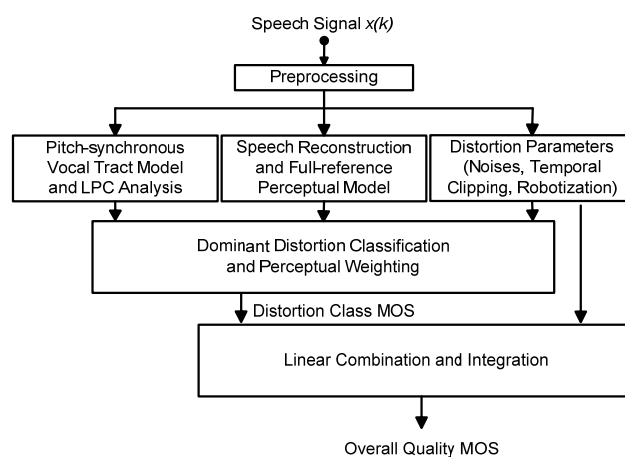 Speech Signal x(k)
Preprocessing
Pitch-synchronous
Vocal Tract Model
and LPC Analysis
Speech Reconstruction
and Full-reference
Perceptual Model
Distortion Parameters
(Noises, Temporal
Clipping, Robotization)
Dominant Distortion Classification
and Perceptual Weighting
Distortion Class MOS
Linear Combination and Integration
Overall Quality MOS